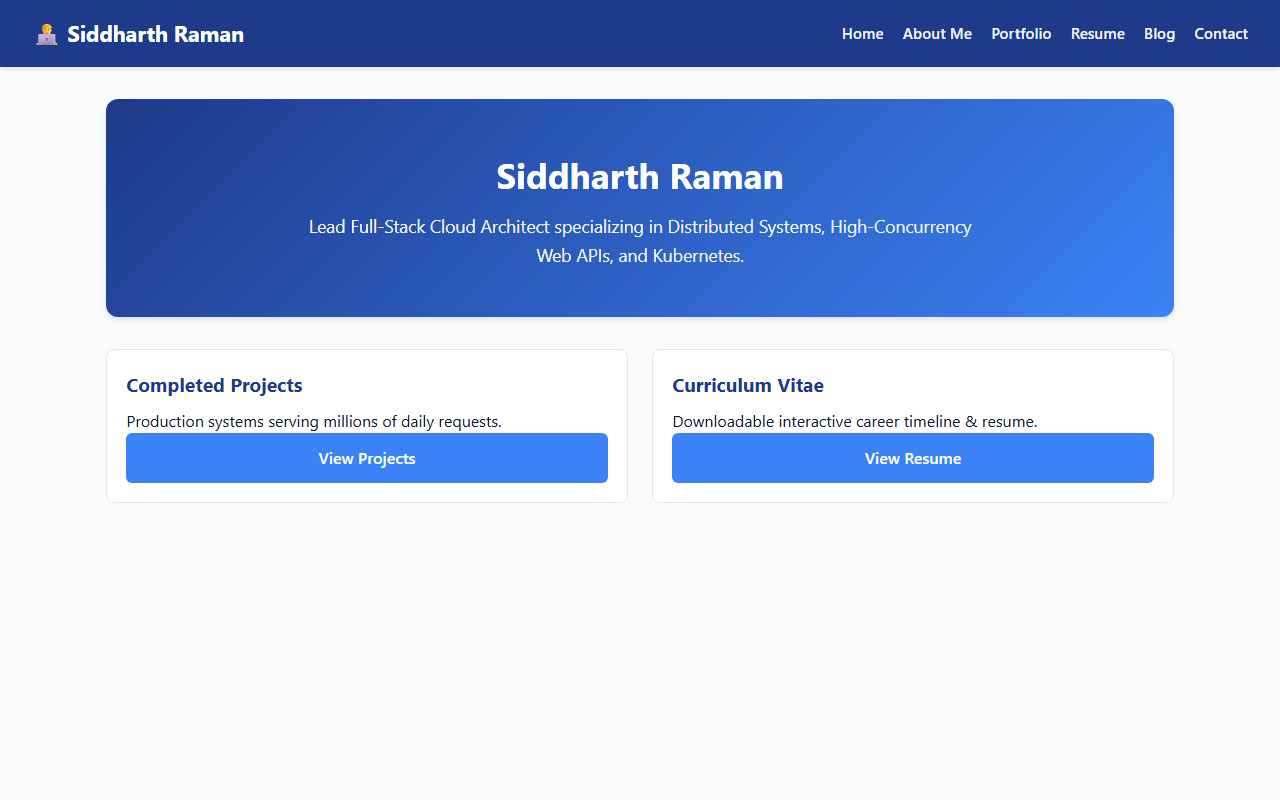 Siddharth Raman
Home About Me Portfolio Resume Blog Contact
Siddharth Raman
Lead Full-Stack Cloud Architect specializing in Distributed Systems, High-Concurrency
Web APIs, and Kubernetes.
Completed Projects
Production systems serving millions of daily requests.
View Projects
Curriculum Vitae
Downloadable interactive career timeline & resume.
View Resume